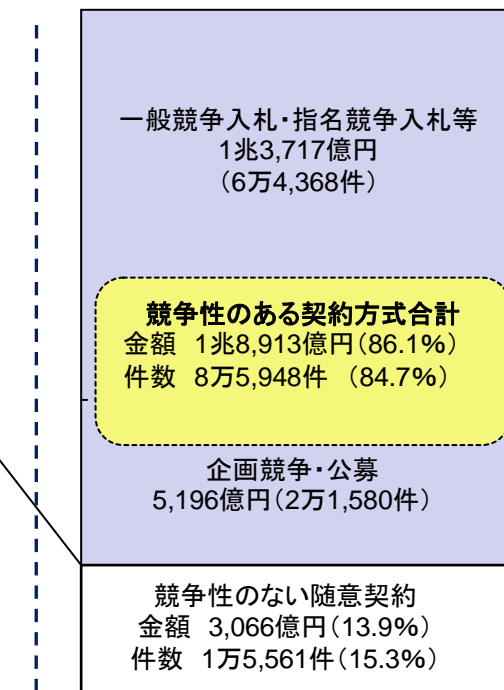 一般競争入札・指名競争入札等
1兆3,717億円
（6万4,368件）
競争性のある契約方式合計
金額 1兆8,913億円（86.1%）
件数 8万5,948件 （84.7%）
企画競争・公募
5,196億円（2万1,580件）
競争性のない随意契約
金額 3,066億円（13.9%）
件数 1万5,561件（15.3%）